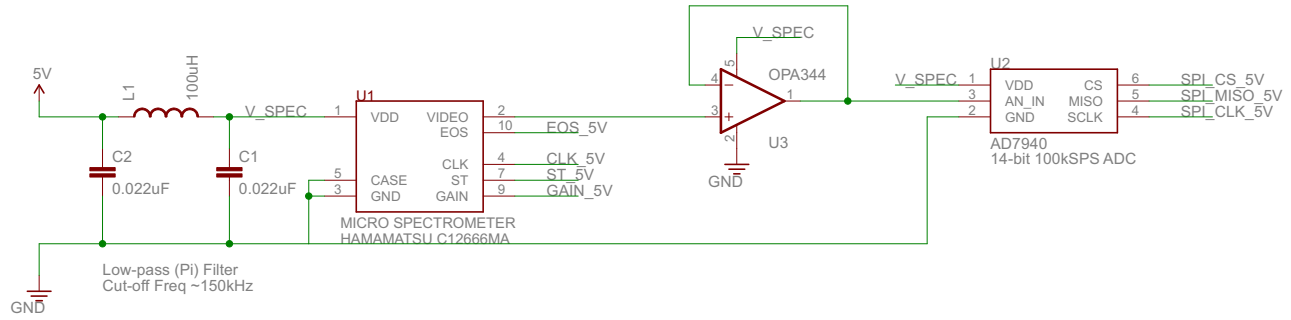 5V
L1
100uH
V_SPEC
C2
0.022uF
C1
0.022uF
Low-pass (Pi) Filter
Cut-off Freq ~150kHz
GND
U1
1
VDD
VIDEO
2
EOS
10
EOS_5V
CLK
4
CLK_5V
5
CASE
ST
7
ST_5V
3
GND
GAIN
9
GAIN_5V
MICRO SPECTROMETER
HAMAMATSU C12666MA
V_SPEC
5
OPA344
4
1
3
2
U3
GND
U2
V_SPEC
1
VDD
CS
6
SPI_CS_5V
3
AN_IN
MISO
5
SPI_MISO_5V
2
GND
SCLK
4
SPI_CLK_5V
AD7940
14-bit 100kSPS ADC